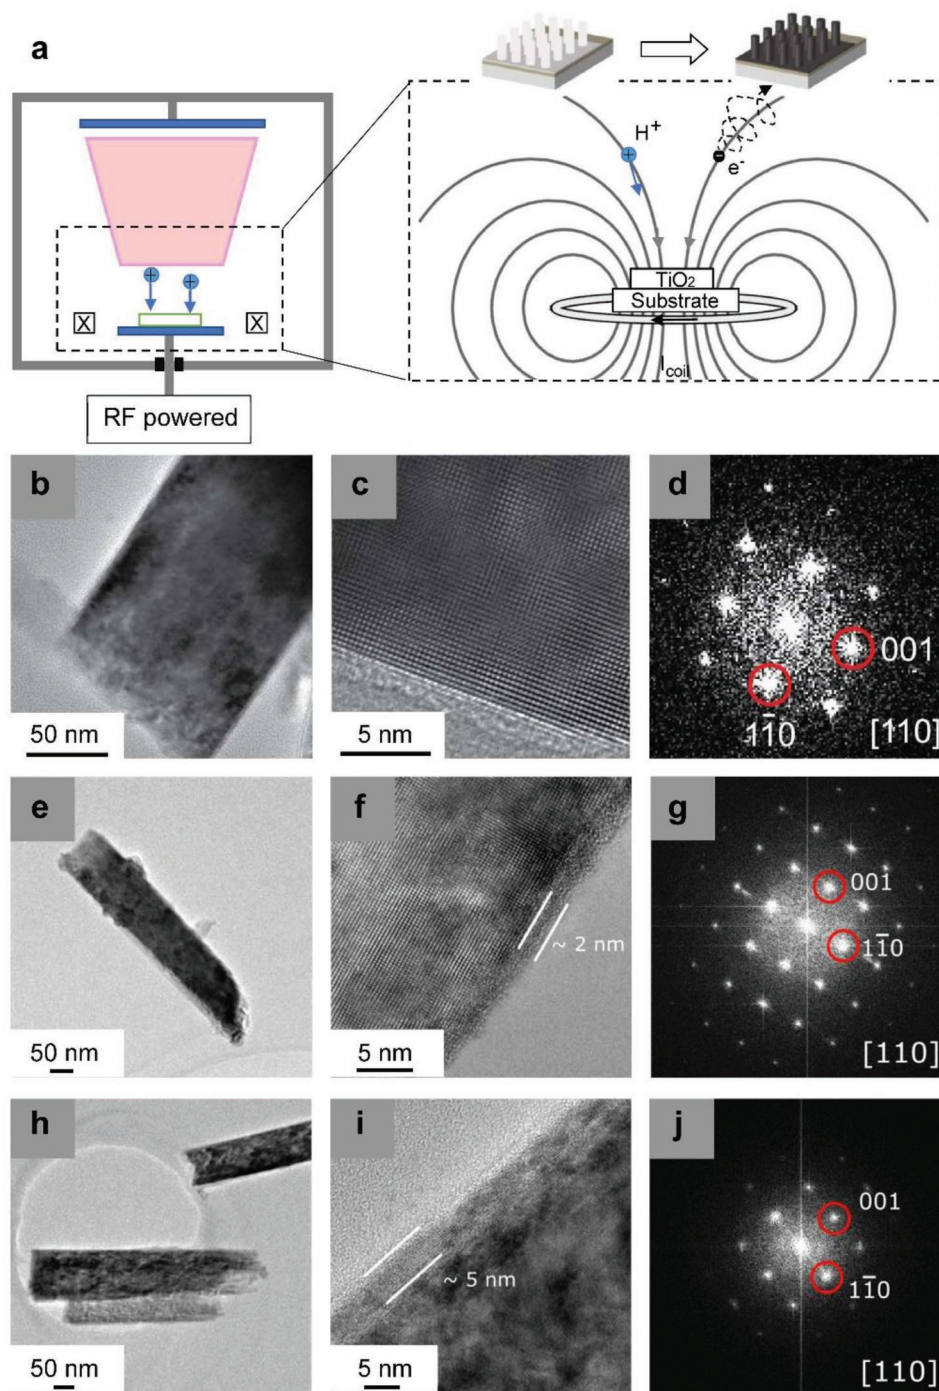 a
H+
e-
TiO2
Substrate
Icoil
X
X
RF powered
b
50 nm
c
5 nm
d
001
11̅0
[110]
e
50 nm
f
~ 2 nm
5 nm
g
001
11̅0
[110]
h
50 nm
i
~ 5 nm
5 nm
j
001
11̅0
[110]